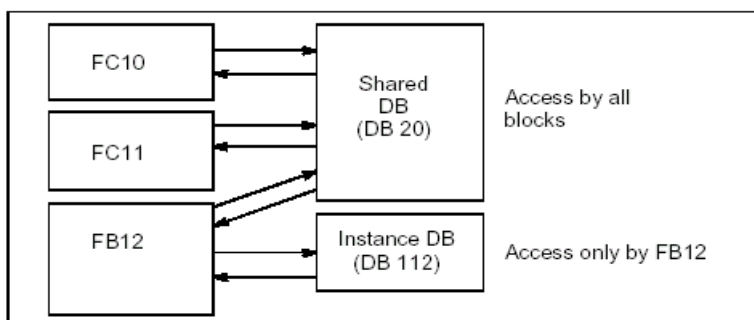 FC10
FC11
FB12
Shared
DB
(DB 20)
Access by all
blocks
Instance DB
(DB 112)
Access only by FB12